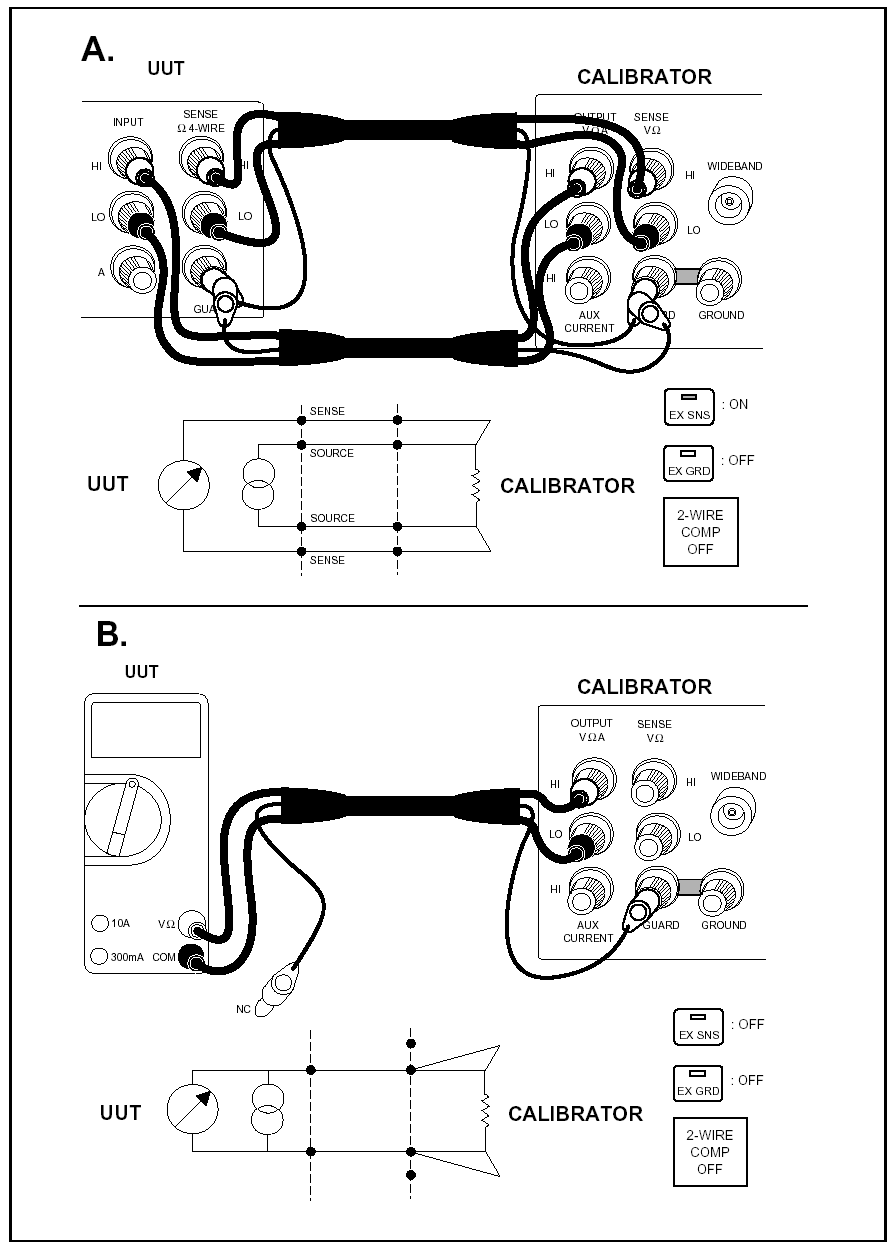 A.
UUT
CALIBRATOR
INPUT
SENSE
Ω 4-WIRE
HI
HI
LO
LO
A
OUTPUT
V Ω A
SENSE
VΩ
HI
HI
WIDEBAND
LO
LO
HI
AUX
CURRENT
GROUND
EX SNS
: ON
EX GRD
: OFF
2-WIRE
COMP
OFF
SENSE
SOURCE
UUT
CALIBRATOR
SOURCE
SENSE
B.
UUT
CALIBRATOR
OUTPUT
V Ω A
SENSE
VΩ
HI
HI
WIDEBAND
LO
LO
HI
AUX
CURRENT
GUARD
GROUND
10A
VΩ
300mA
COM
NC
EX SNS
: OFF
EX GRD
: OFF
2-WIRE
COMP
OFF
UUT
CALIBRATOR